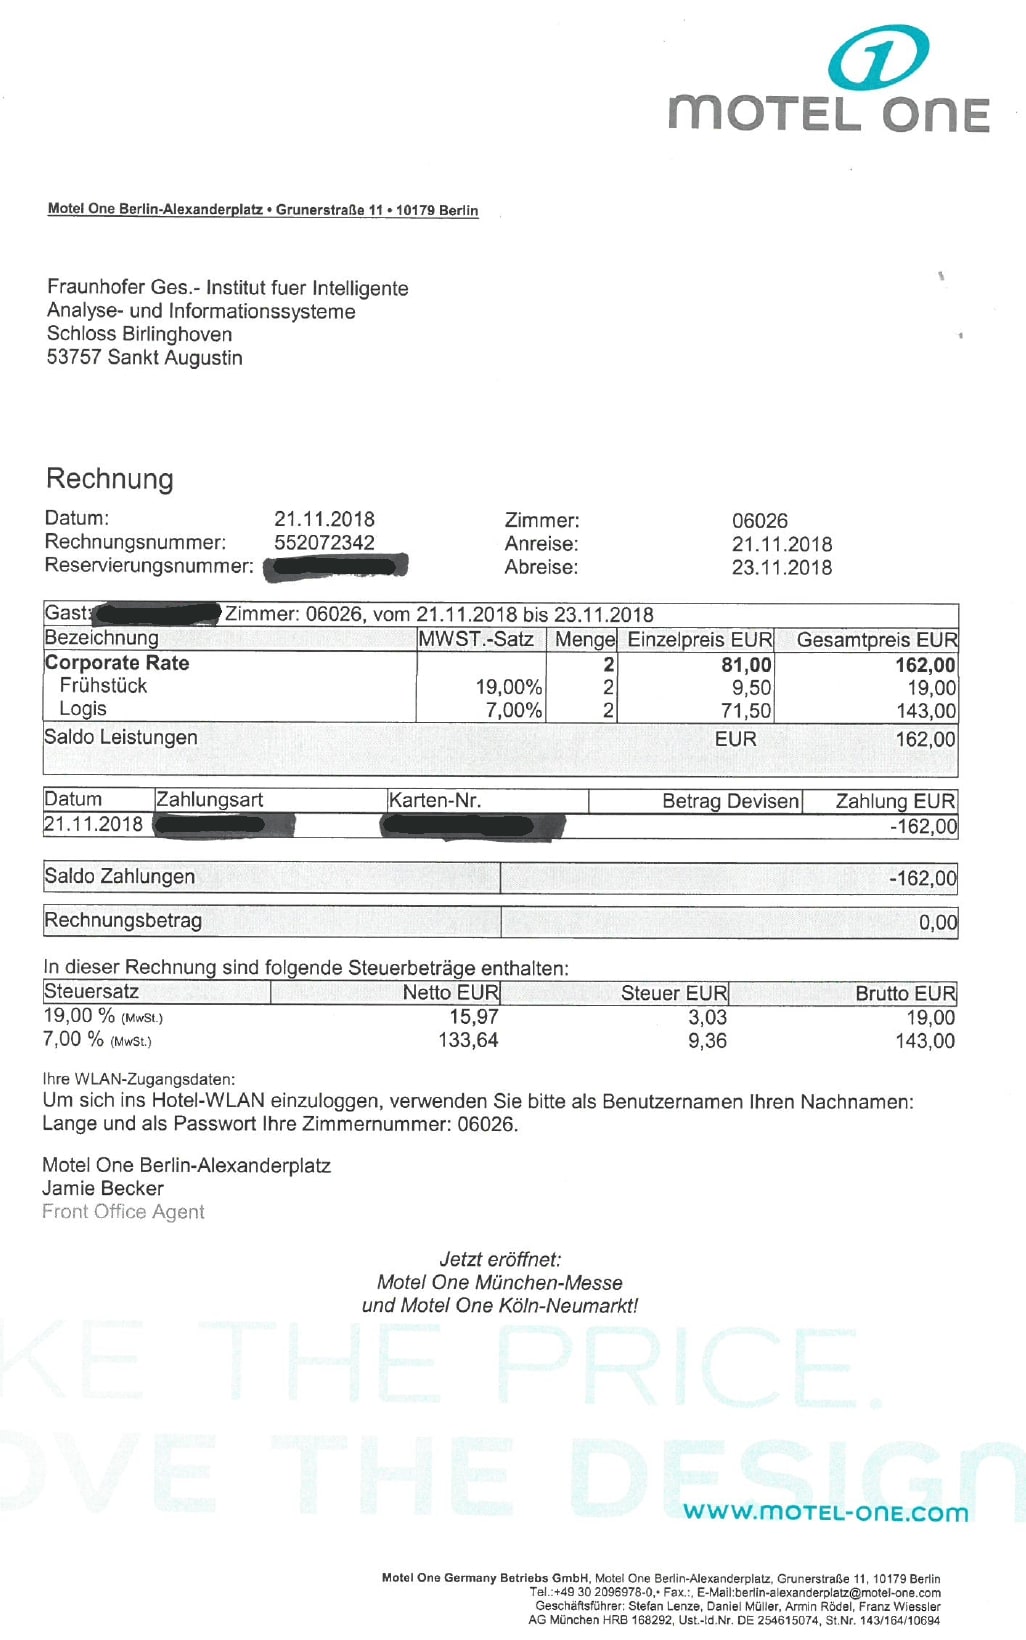 MOTEL ONE
Motel One Berlin-Alexanderplatz • Grunerstraße 11 • 10179 Berlin
Fraunhofer Ges.- Institut fuer Intelligente
Analyse- und Informationssysteme
Schloss Birlinghoven
53757 Sankt Augustin
Rechnung
Datum: 21.11.2018 Zimmer: 06026
Rechnungsnummer: 552072342 Anreise: 21.11.2018
Reservierungsnummer: Abreise: 23.11.2018
Gast: Zimmer: 06026, vom 21.11.2018 bis 23.11.2018
Bezeichnung MWST.-Satz Menge Einzelpreis EUR Gesamtpreis EUR
Corporate Rate 2 81,00 162,00
Frühstück 19,00% 2 9,50 19,00
Logis 7,00% 2 71,50 143,00
Saldo Leistungen EUR 162,00
Datum Zahlungsart Karten-Nr. Betrag Devisen Zahlung EUR
21.11.2018 -162,00
Saldo Zahlungen -162,00
Rechnungsbetrag 0,00
In dieser Rechnung sind folgende Steuerbeträge enthalten:
Steuersatz Netto EUR Steuer EUR Brutto EUR
19,00 % (MwSt.) 15,97 3,03 19,00
7,00 % (MwSt.) 133,64 9,36 143,00
Ihre WLAN-Zugangsdaten:
Um sich ins Hotel-WLAN einzuloggen, verwenden Sie bitte als Benutzernamen Ihren Nachnamen:
Lange und als Passwort Ihre Zimmernummer: 06026.
Motel One Berlin-Alexanderplatz
Jamie Becker
Front Office Agent
Jetzt eröffnet:
Motel One München-Messe
und Motel One Köln-Neumarkt!
KE THE PRICE.
OVE THE DESIGN
www.MOTEL-ONE.COM
Motel One Germany Betriebs GmbH, Motel One Berlin-Alexanderplatz, Grunerstraße 11, 10179 Berlin
Tel.:+49 30 2096978-0,• Fax.:, E-Mail:berlin-alexanderplatz@motel-one.com
Geschäftsführer: Stefan Lenze, Daniel Müller, Armin Rödel, Franz Wiessler
AG München HRB 168292, Ust.-Id.Nr. DE 254615074, St.Nr. 143/164/10694